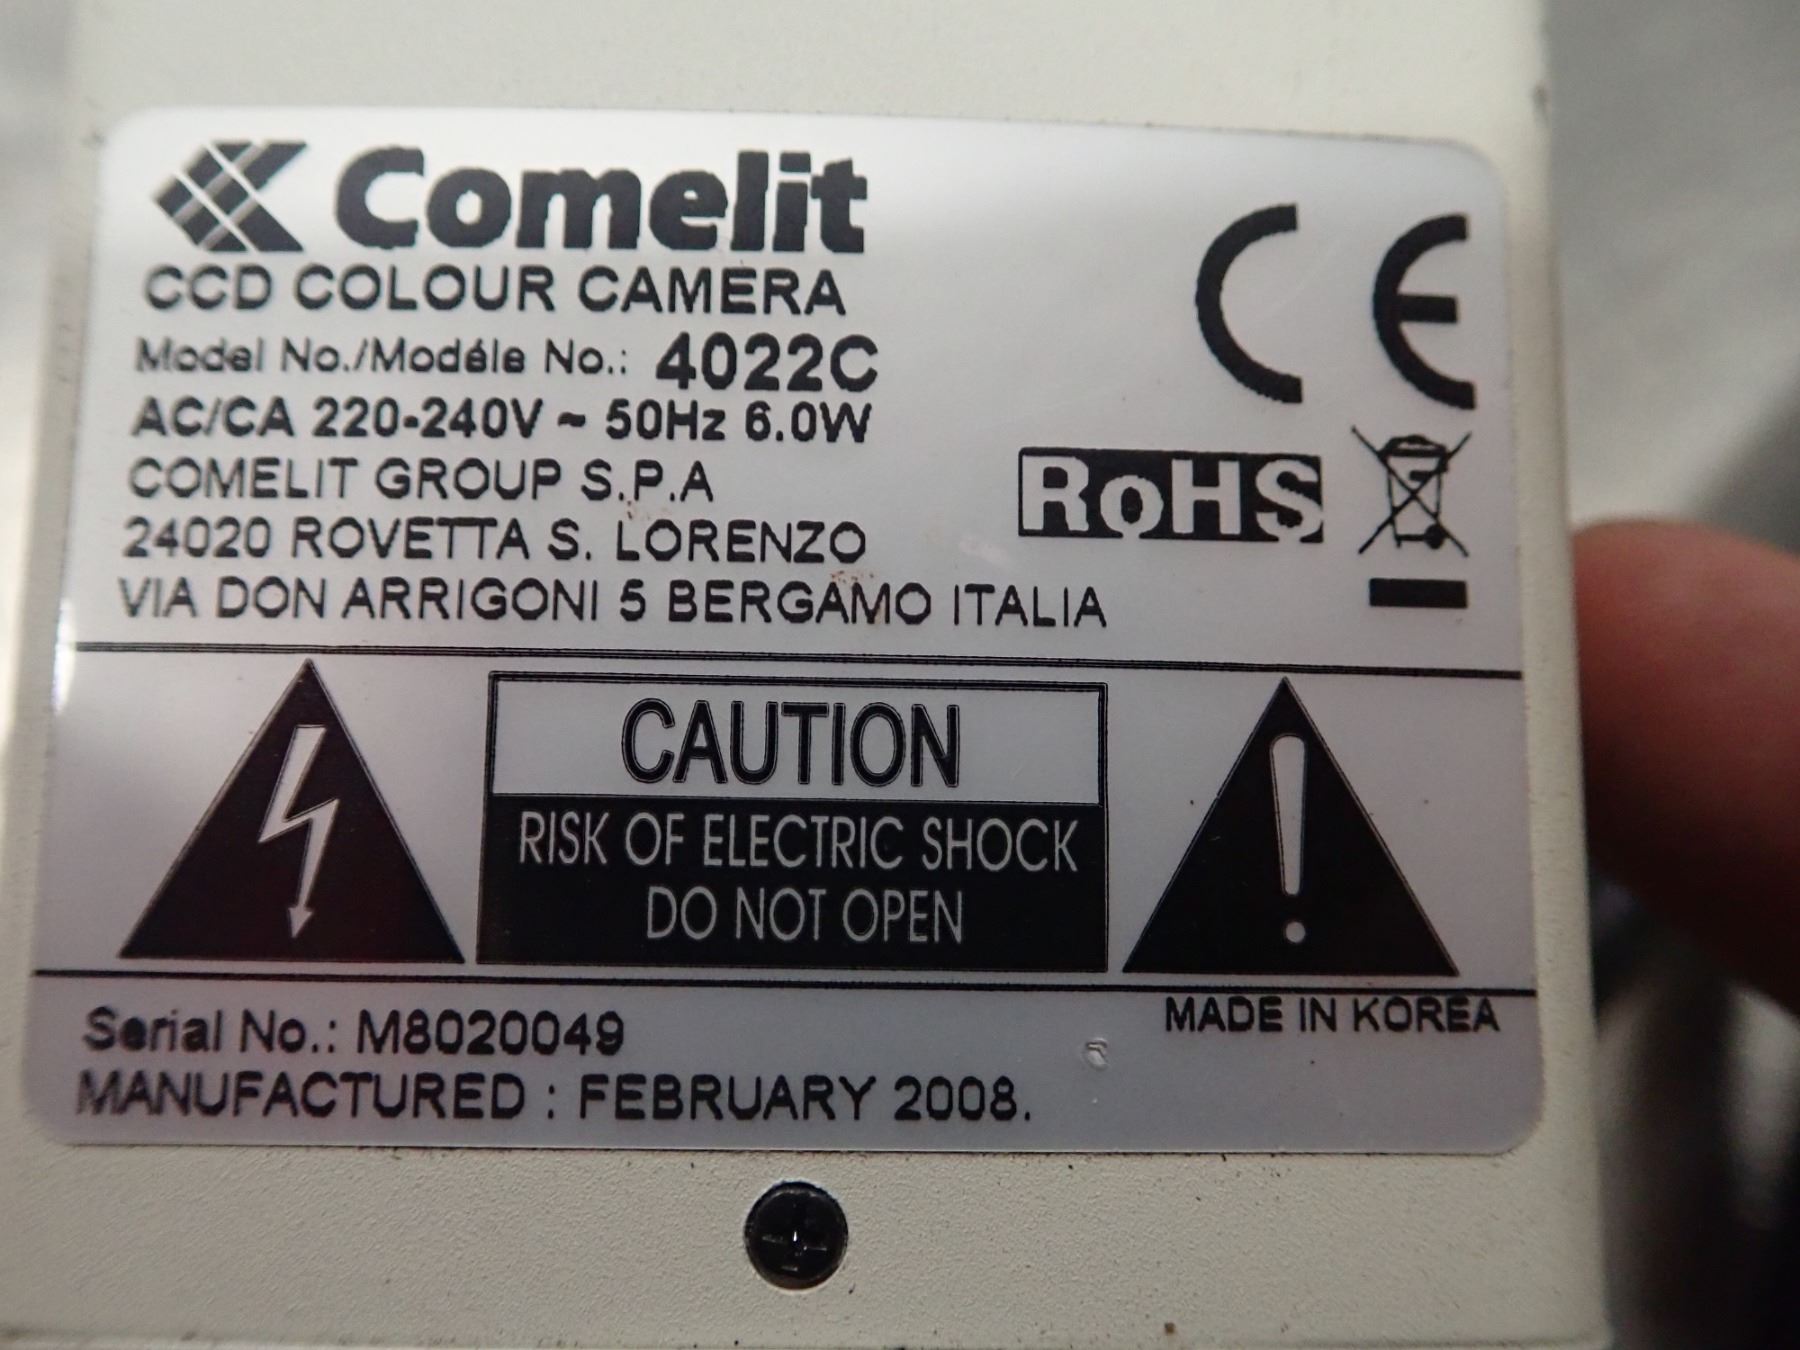 Comelit
CCD COLOUR CAMERA
Model No./Modéle No.: 4022C
AC/CA 220-240V ~ 50Hz 6.0W
COMELIT GROUP S.P.A
24020 ROVETTA S. LORENZO
VIA DON ARRIGONI 5 BERGAMO ITALIA
CE
RoHS
CAUTION
RISK OF ELECTRIC SHOCK
DO NOT OPEN
MADE IN KOREA
Serial No.: M8020049
MANUFACTURED : FEBRUARY 2008.